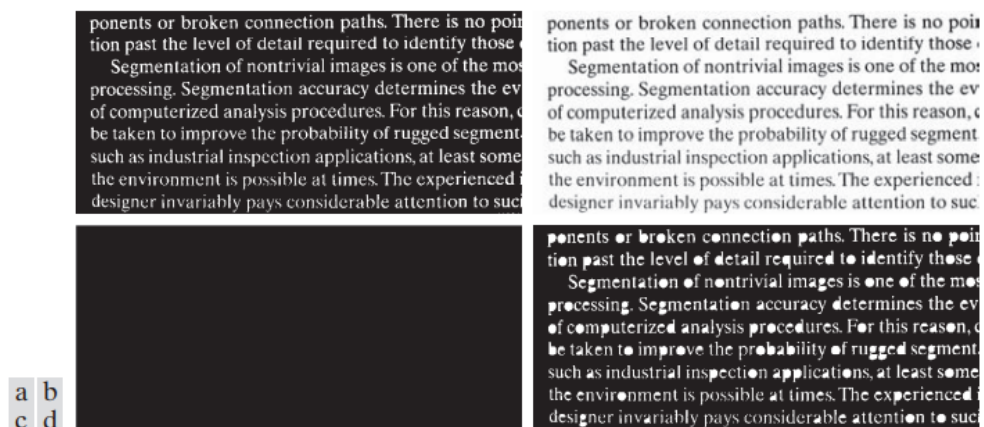 ponents or broken connection paths. There is no poin
tion past the level of detail required to identify those
Segmentation of nontrivial images is one of the mos
processing. Segmentation accuracy determines the ev
of computerized analysis procedures. For this reason, c
be taken to improve the probability of rugged segment
such as industrial inspection applications, at least some
the environment is possible at times. The experienced i
designer invariably pays considerable attention to suc
ponents or broken connection paths. There is no poin
tion past the level of detail required to identify those
Segmentation of nontrivial images is one of the mos
processing. Segmentation accuracy determines the ev
of computerized analysis procedures. For this reason, c
be taken to improve the probability of rugged segment
such as industrial inspection applications, at least some
the environment is possible at times. The experienced
designer invariably pays considerable attention to suc
ponents or broken connection paths. There is no poin
tion past the level of detail required to identify those
Segmentation of nontrivial images is one of the mos
processing. Segmentation accuracy determines the ev
of computerized analysis procedures. For this reason, c
be taken to improve the probability of rugged segment.
such as industrial inspection applications, at least some
the environment is possible at times. The experienced i
designer invariably pays considerable attention to suci
a b
c d